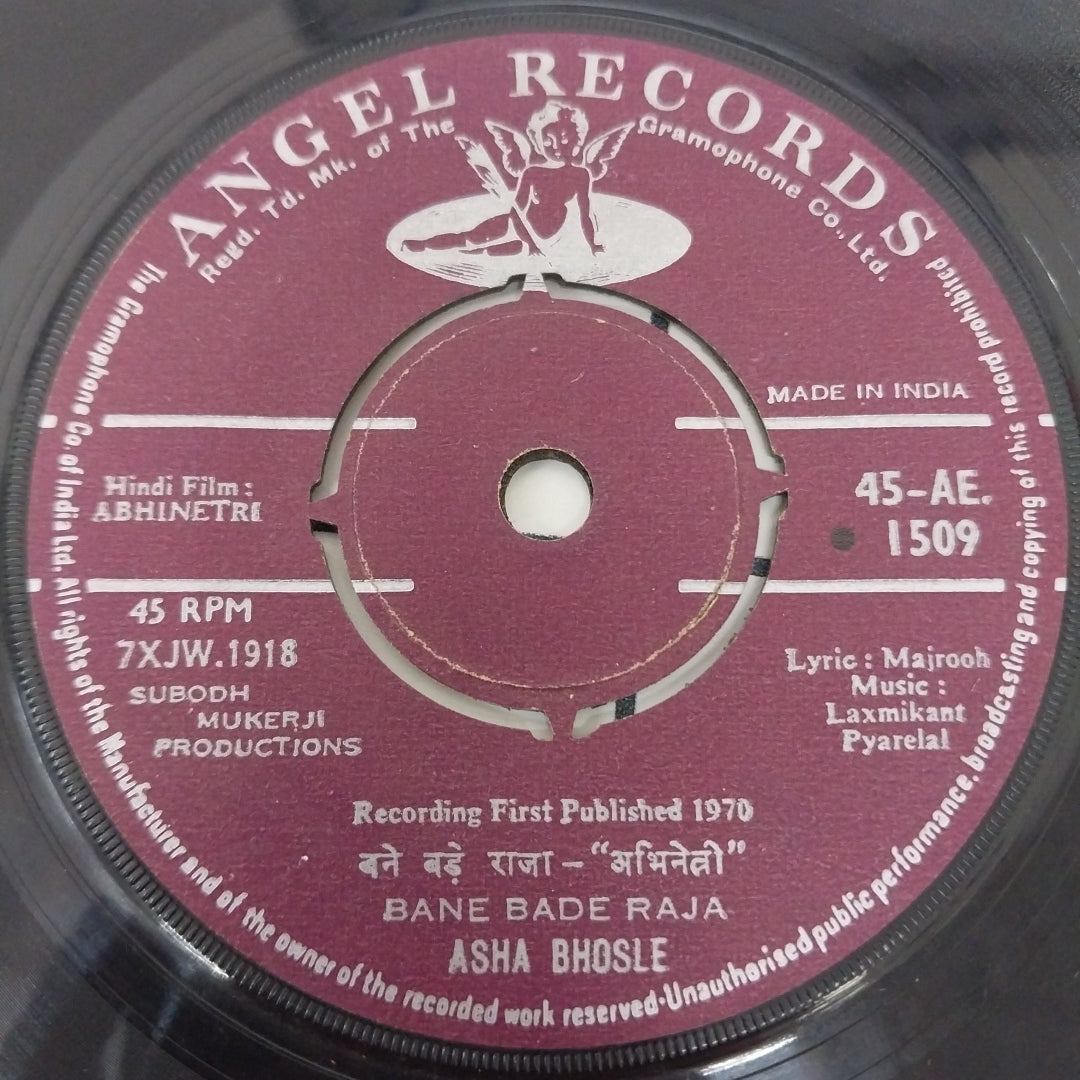 ANGEL RECORDS
Regd. Td. Mk. of The Gramophone Co., Ltd.
The Gramophone Co. of India Ltd. All rights of the Manufacturer and of the owner of the recorded work reserved·Unauthorised public performance, broadcasting and copying of this record prohibited
MADE IN INDIA
Hindi Film :
ABHINETRI
45-AE.
1509
45 RPM
7XJW.1918
SUBODH
MUKERJI
PRODUCTIONS
Lyric : Majrooh
Music :
Laxmikant
Pyarelal
Recording First Published 1970
बने बड़े राजा – “अभिनेत्री”
BANE BADE RAJA
ASHA BHOSLE